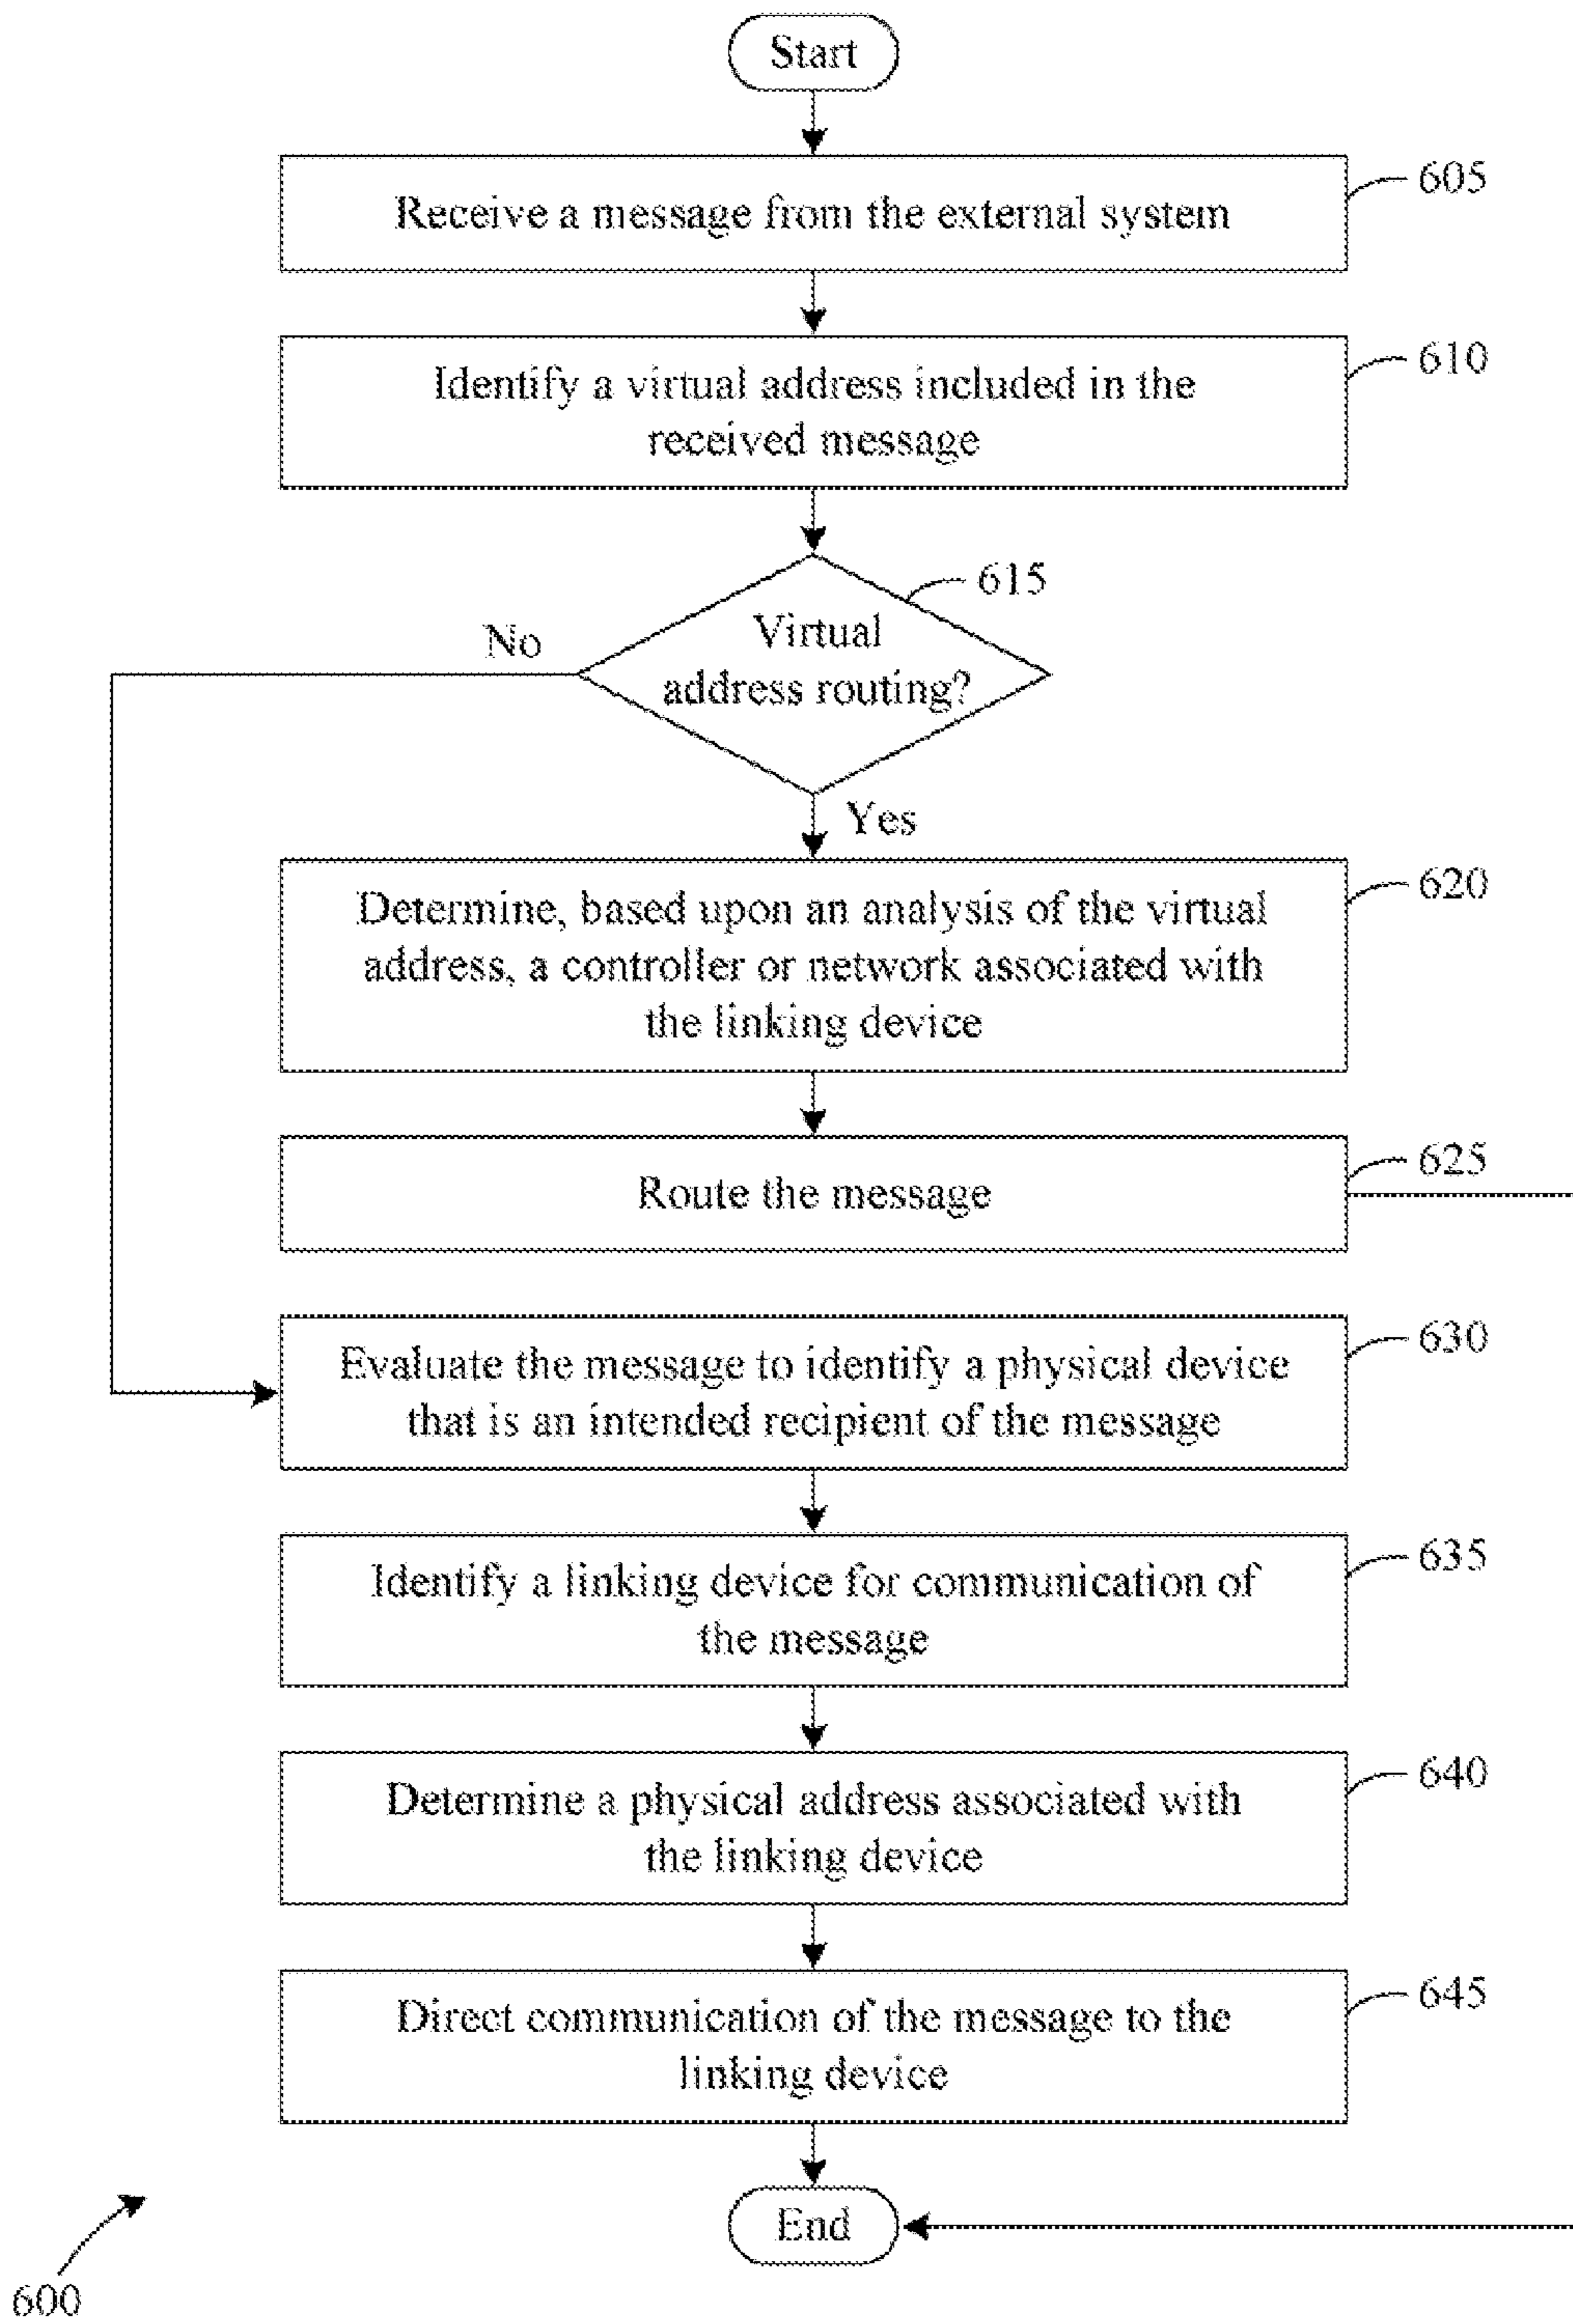 Start
Receive a message from the external system
605
Identify a virtual address included in the
received message
610
615
Virtual
address routing?
No
Yes
Determine, based upon an analysis of the virtual
address, a controller or network associated with
the linking device
620
Route the message
625
Evaluate the message to identify a physical device
that is an intended recipient of the message
630
Identify a linking device for communication of
the message
635
Determine a physical address associated with
the linking device
640
Direct communication of the message to the
linking device
645
End
600